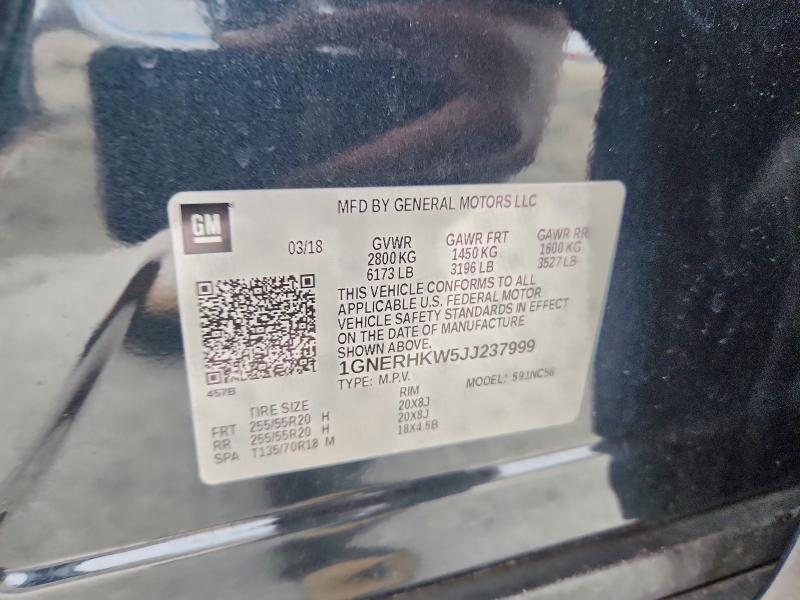 GM
MFD BY GENERAL MOTORS LLC
03/18 GVWR GAWR FRT GAWR RR
2800 KG 1450 KG 1600 KG
6173 LB 3196 LB 3527 LB
THIS VEHICLE CONFORMS TO ALL
APPLICABLE U.S. FEDERAL MOTOR
VEHICLE SAFETY STANDARDS IN EFFECT
ON THE DATE OF MANUFACTURE
SHOWN ABOVE.
1GNERHKW5JJ237999
TYPE: M.P.V. MODEL: 591NC56
457B
TIRE SIZE RIM
FRT 255/55R20 H 20X8J
RR 255/55R20 H 20X8J
SPA T135/70R18 M 18X4.5B